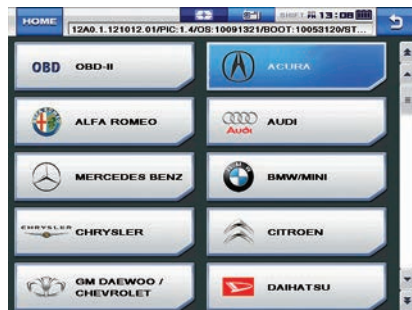 HOME
13:08
12A0.1.121012.01/PIC:1.4/OS:10091321/BOOT:10053120/ST...
OBD OBD-II
ACURA
ALFA ROMEO
Audi AUDI
MERCEDES BENZ
BMW/MINI
CHRYSLER CHRYSLER
CITROEN
GM DAEWOO /
CHEVROLET
DAIHATSU